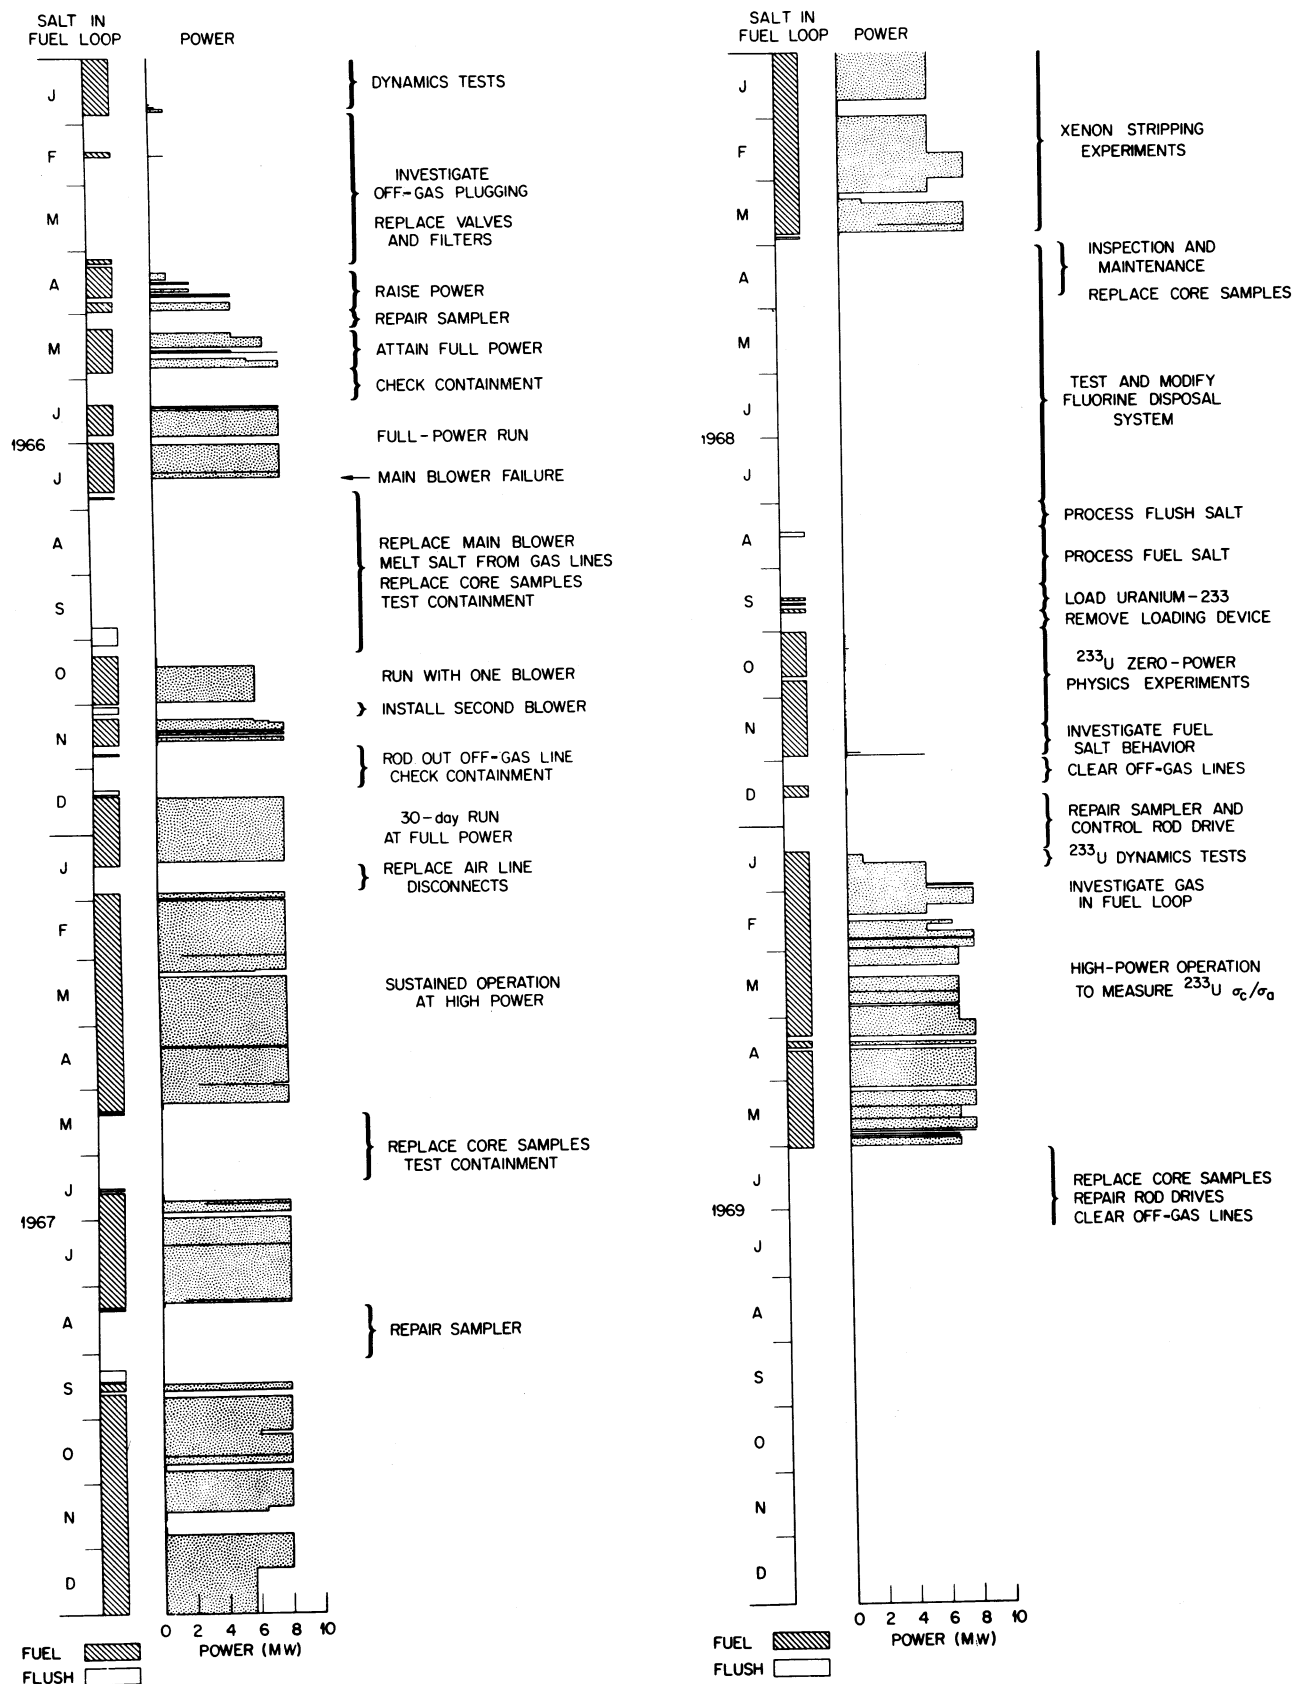 SALT IN
FUEL LOOP
POWER
J
DYNAMICS TESTS
F
INVESTIGATE
OFF-GAS PLUGGING
M
REPLACE VALVES
AND FILTERS
A
RAISE POWER
REPAIR SAMPLER
M
ATTAIN FULL POWER
CHECK CONTAINMENT
J
1966
FULL-POWER RUN
J
MAIN BLOWER FAILURE
A
REPLACE MAIN BLOWER
MELT SALT FROM GAS LINES
REPLACE CORE SAMPLES
TEST CONTAINMENT
S
O
RUN WITH ONE BLOWER
INSTALL SECOND BLOWER
N
ROD OUT OFF-GAS LINE
CHECK CONTAINMENT
D
30-day RUN
AT FULL POWER
J
REPLACE AIR LINE
DISCONNECTS
F
M
SUSTAINED OPERATION
AT HIGH POWER
A
M
REPLACE CORE SAMPLES
TEST CONTAINMENT
J
1967
J
A
REPAIR SAMPLER
S
O
N
D
0 2 4 6 8 10
POWER (MW)
FUEL
FLUSH
SALT IN
FUEL LOOP
POWER
J
F
XENON STRIPPING
EXPERIMENTS
M
A
INSPECTION AND
MAINTENANCE
REPLACE CORE SAMPLES
M
TEST AND MODIFY
FLUORINE DISPOSAL
SYSTEM
J
1968
J
PROCESS FLUSH SALT
A
PROCESS FUEL SALT
S
LOAD URANIUM-233
REMOVE LOADING DEVICE
O
²³³U ZERO-POWER
PHYSICS EXPERIMENTS
N
INVESTIGATE FUEL
SALT BEHAVIOR
CLEAR OFF-GAS LINES
D
REPAIR SAMPLER AND
CONTROL ROD DRIVE
J
²³³U DYNAMICS TESTS
INVESTIGATE GAS
IN FUEL LOOP
F
M
HIGH-POWER OPERATION
TO MEASURE ²³³U σc/σa
A
M
J
REPLACE CORE SAMPLES
REPAIR ROD DRIVES
CLEAR OFF-GAS LINES
1969
J
A
S
O
N
D
0 2 4 6 8 10
POWER (MW)
FUEL
FLUSH